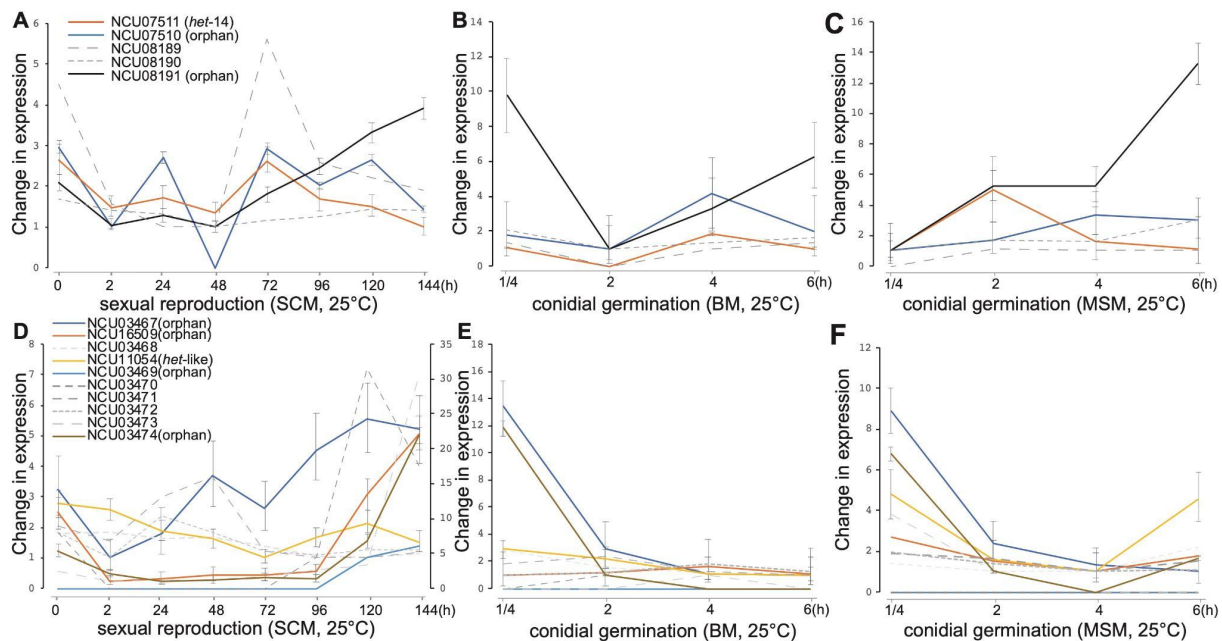 A
NCU07511 (het-14)
NCU07510 (orphan)
NCU08189
NCU08190
NCU08191 (orphan)
Change in expression
6
5
4
3
2
1
0
0 2 24 48 72 96 120 144(h)
sexual reproduction (SCM, 25°C)
B
Change in expression
14
12
10
8
6
4
2
0
1/4 2 4 6(h)
conidial germination (BM, 25°C)
C
Change in expression
16
14
12
10
8
6
4
2
0
1/4 2 4 6(h)
conidial germination (MSM, 25°C)
D
NCU03467(orphan)
NCU16509(orphan)
NCU03468
NCU11054(het-like)
NCU03469(orphan)
NCU03470
NCU03471
NCU03472
NCU03473
NCU03474(orphan)
Change in expression
8
7
6
5
4
3
2
1
0
35
30
25
20
15
10
5
0
0 2 24 48 72 96 120 144(h)
sexual reproduction (SCM, 25°C)
E
Change in expression
18
16
14
12
10
8
6
4
2
0
1/4 2 4 6(h)
conidial germination (BM, 25°C)
F
Change in expression
12
10
8
6
4
2
0
1/4 2 4 6(h)
conidial germination (MSM, 25°C)